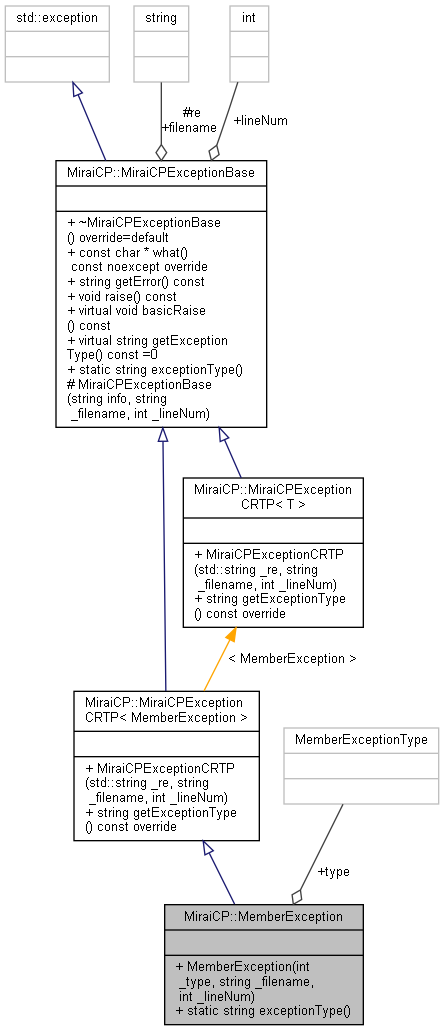 std::exception
string
int
#re
+filename
+lineNum
MiraiCP::MiraiCPExceptionBase
+ ~MiraiCPExceptionBase
() override=default
+ const char * what()
const noexcept override
+ string getError() const
+ void raise() const
+ virtual void basicRaise
() const
+ virtual string getException
Type() const =0
+ static string exceptionType()
# MiraiCPExceptionBase
(string info, string
_filename, int _lineNum)
MiraiCP::MiraiCPException
CRTP< T >
+ MiraiCPExceptionCRTP
(std::string _re, string
_filename, int _lineNum)
+ string getExceptionType
() const override
< MemberException >
MiraiCP::MiraiCPException
CRTP< MemberException >
+ MiraiCPExceptionCRTP
(std::string _re, string
_filename, int _lineNum)
+ string getExceptionType
() const override
MemberExceptionType
+type
MiraiCP::MemberException
+ MemberException(int
_type, string _filename,
int _lineNum)
+ static string exceptionType()